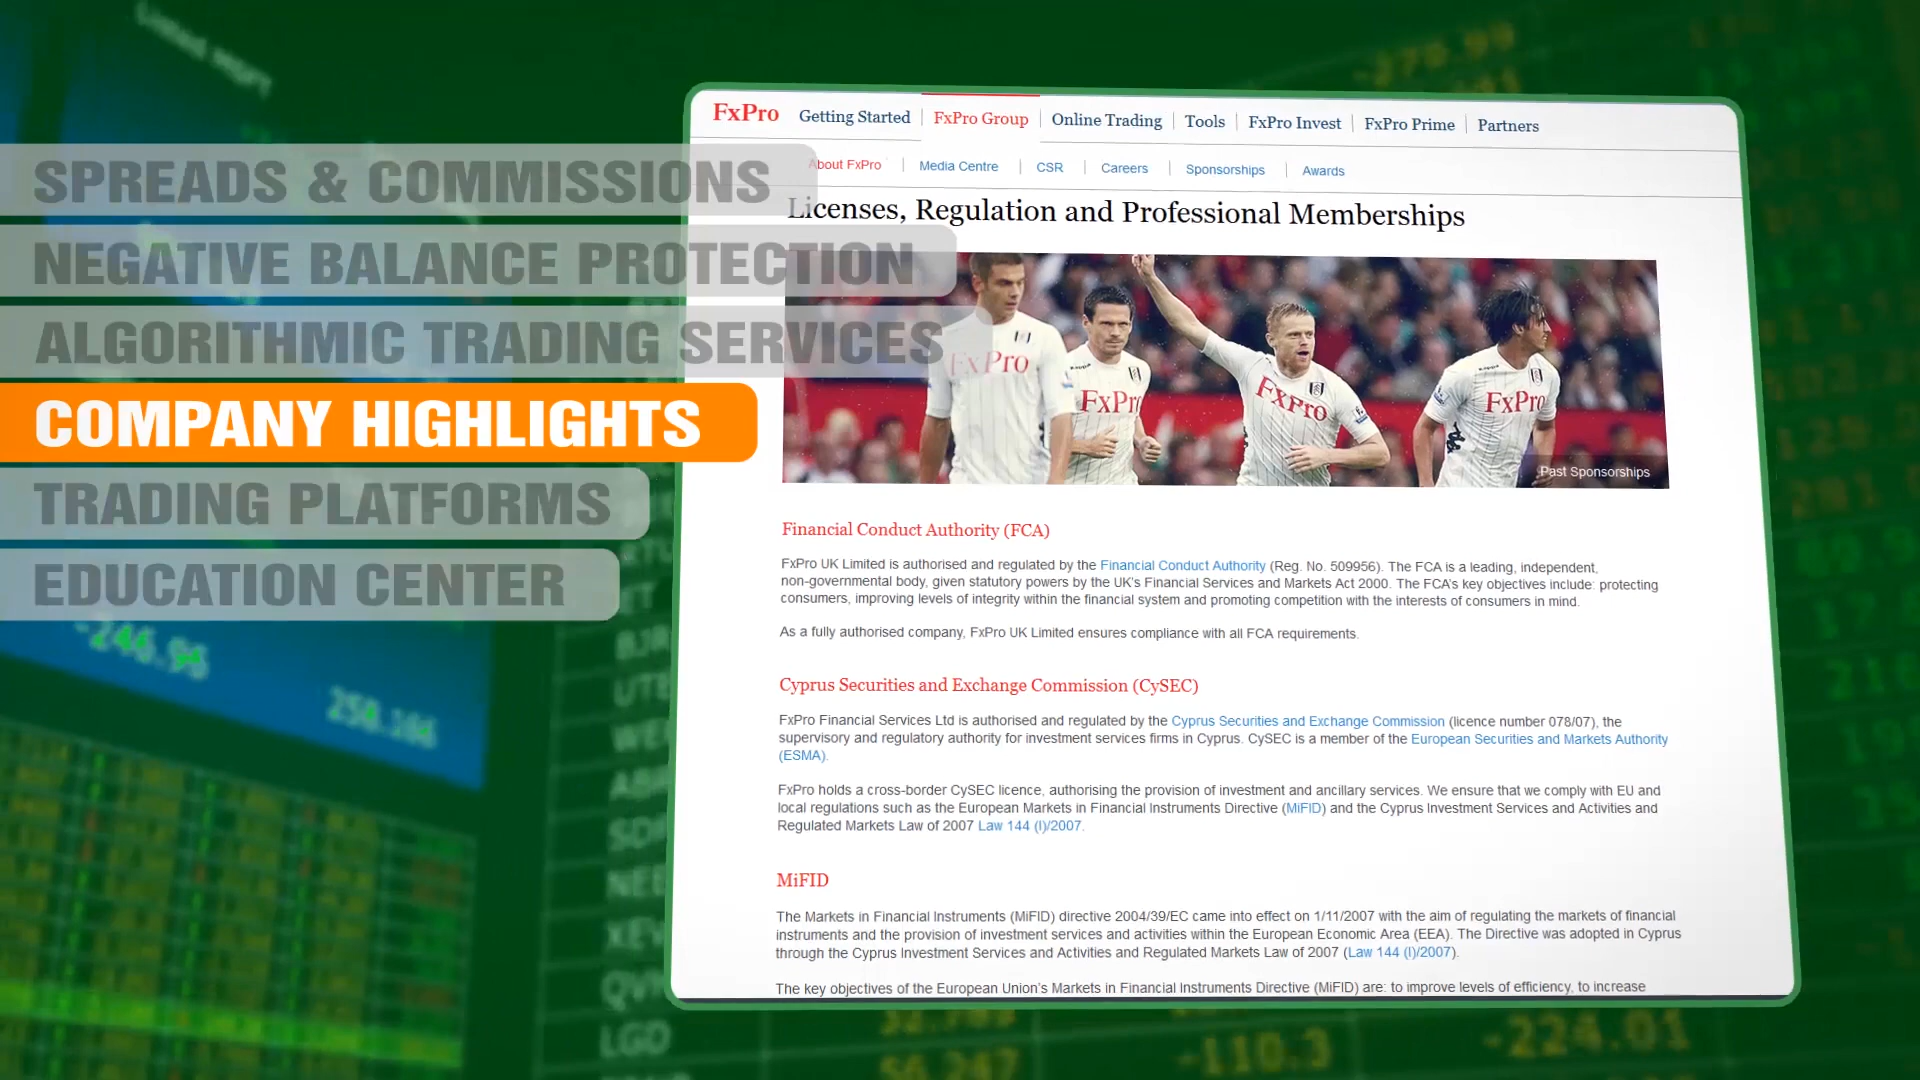 SPREADS & COMMISSIONS
NEGATIVE BALANCE PROTECTION
ALGORITHMIC TRADING SERVICES
COMPANY HIGHLIGHTS
TRADING PLATFORMS
EDUCATION CENTER
FxPro Getting Started FxPro Group Online Trading Tools FxPro Invest FxPro Prime Partners
About FxPro Media Centre CSR Careers Sponsorships Awards
Licenses, Regulation and Professional Memberships
FxPro
FxPro
FxPro
FxPro
Past Sponsorships
Financial Conduct Authority (FCA)
FxPro UK Limited is authorised and regulated by the Financial Conduct Authority (Reg. No. 509956). The FCA is a leading, independent,
non-governmental body, given statutory powers by the UK's Financial Services and Markets Act 2000. The FCA's key objectives include: protecting
consumers, improving levels of integrity within the financial system and promoting competition with the interests of consumers in mind.
As a fully authorised company, FxPro UK Limited ensures compliance with all FCA requirements.
Cyprus Securities and Exchange Commission (CySEC)
FxPro Financial Services Ltd is authorised and regulated by the Cyprus Securities and Exchange Commission (licence number 078/07), the
supervisory and regulatory authority for investment services firms in Cyprus. CySEC is a member of the European Securities and Markets Authority
(ESMA).
FxPro holds a cross-border CySEC licence, authorising the provision of investment and ancillary services. We ensure that we comply with EU and
local regulations such as the European Markets in Financial Instruments Directive (MiFID) and the Cyprus Investment Services and Activities and
Regulated Markets Law of 2007 Law 144 (I)/2007.
MiFID
The Markets in Financial Instruments (MiFID) directive 2004/39/EC came into effect on 1/11/2007 with the aim of regulating the markets of financial
instruments and the provision of investment services and activities within the European Economic Area (EEA). The Directive was adopted in Cyprus
through the Cyprus Investment Services and Activities and Regulated Markets Law of 2007 (Law 144 (I)/2007).
The key objectives of the European Union's Markets in Financial Instruments Directive (MiFID) are: to improve levels of efficiency, to increase
-246.95
258.186
LGD
56.247
-110.3
-224.01